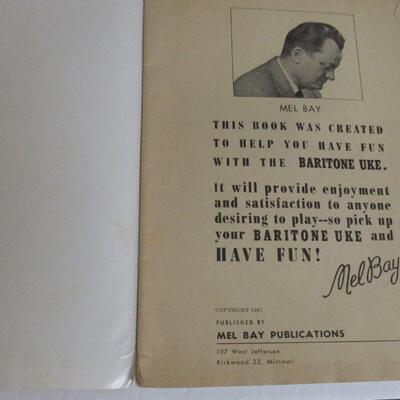 MEL BAY
THIS BOOK WAS CREATED
TO HELP YOU HAVE FUN
WITH THE BARITONE UKE.
It will provide enjoyment
and satisfaction to anyone
desiring to play--so pick up
your BARITONE UKE and
HAVE FUN!
Mel Bay
COPYRIGHT 1961
PUBLISHED BY
MEL BAY PUBLICATIONS
107 West Jefferson
Kirkwood 22, Missouri